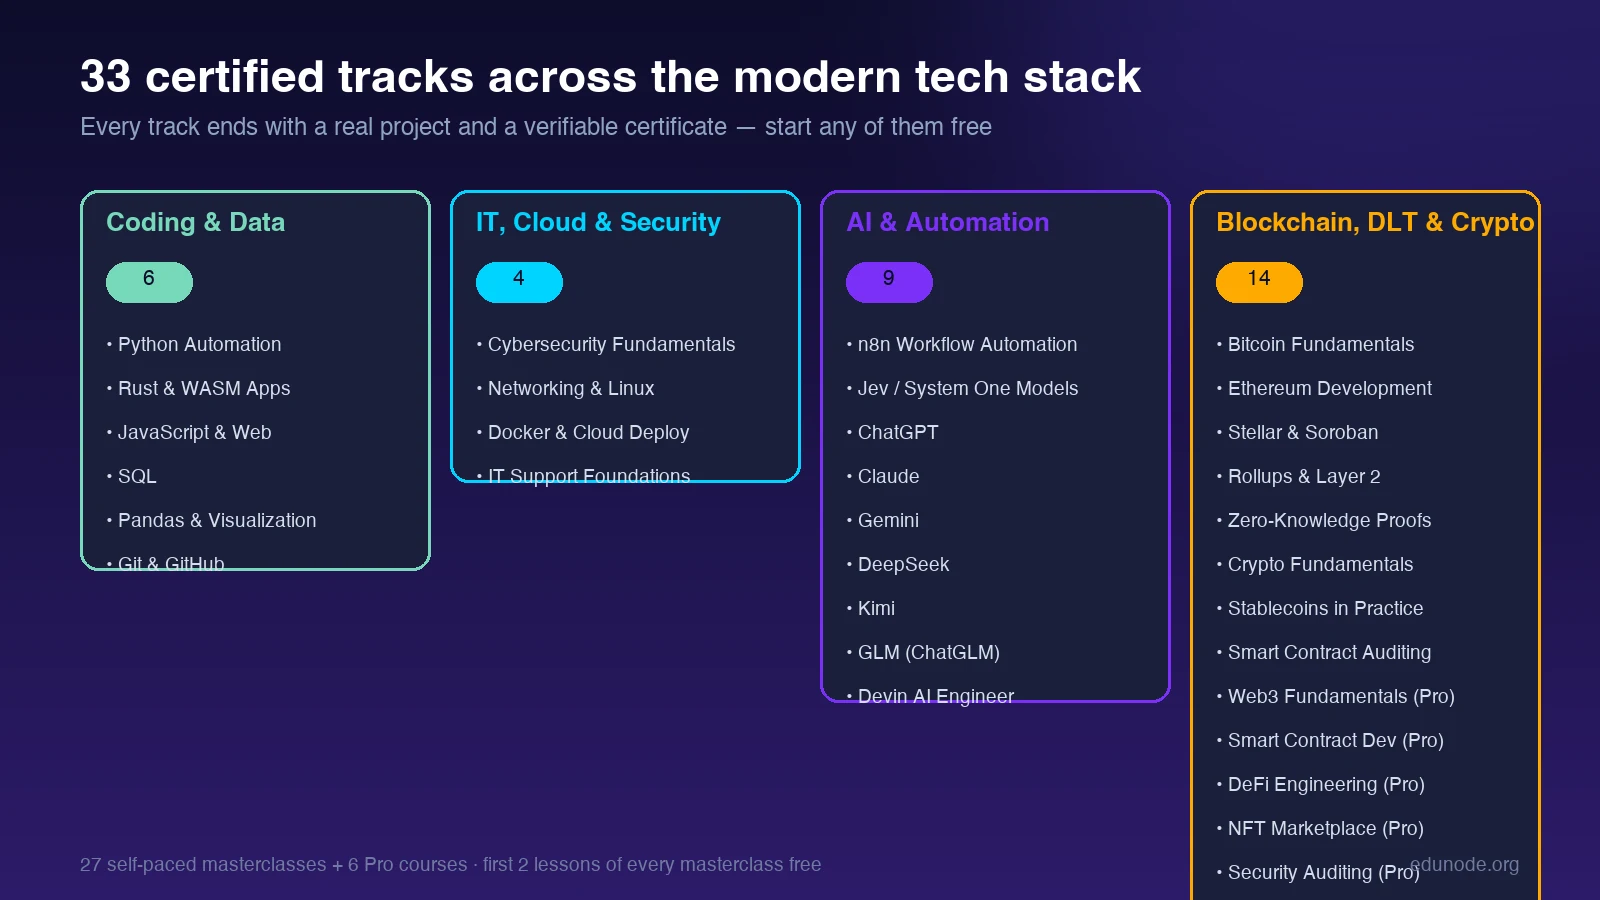 33 certified tracks across the modern tech stack
Every track ends with a real project and a verifiable certificate — start any of them free
Coding & Data
6
• Python Automation
• Rust & WASM Apps
• JavaScript & Web
• SQL
• Pandas & Visualization
• Git & GitHub
IT, Cloud & Security
4
• Cybersecurity Fundamentals
• Networking & Linux
• Docker & Cloud Deploy
• IT Support Foundations
AI & Automation
9
• n8n Workflow Automation
• Jev / System One Models
• ChatGPT
• Claude
• Gemini
• DeepSeek
• Kimi
• GLM (ChatGLM)
• Devin AI Engineer
Blockchain, DLT & Crypto
14
• Bitcoin Fundamentals
• Ethereum Development
• Stellar & Soroban
• Rollups & Layer 2
• Zero-Knowledge Proofs
• Crypto Fundamentals
• Stablecoins in Practice
• Smart Contract Auditing
• Web3 Fundamentals (Pro)
• Smart Contract Dev (Pro)
• DeFi Engineering (Pro)
• NFT Marketplace (Pro)
• Security Auditing (Pro)
27 self-paced masterclasses + 6 Pro courses · first 2 lessons of every masterclass free
edunode.org